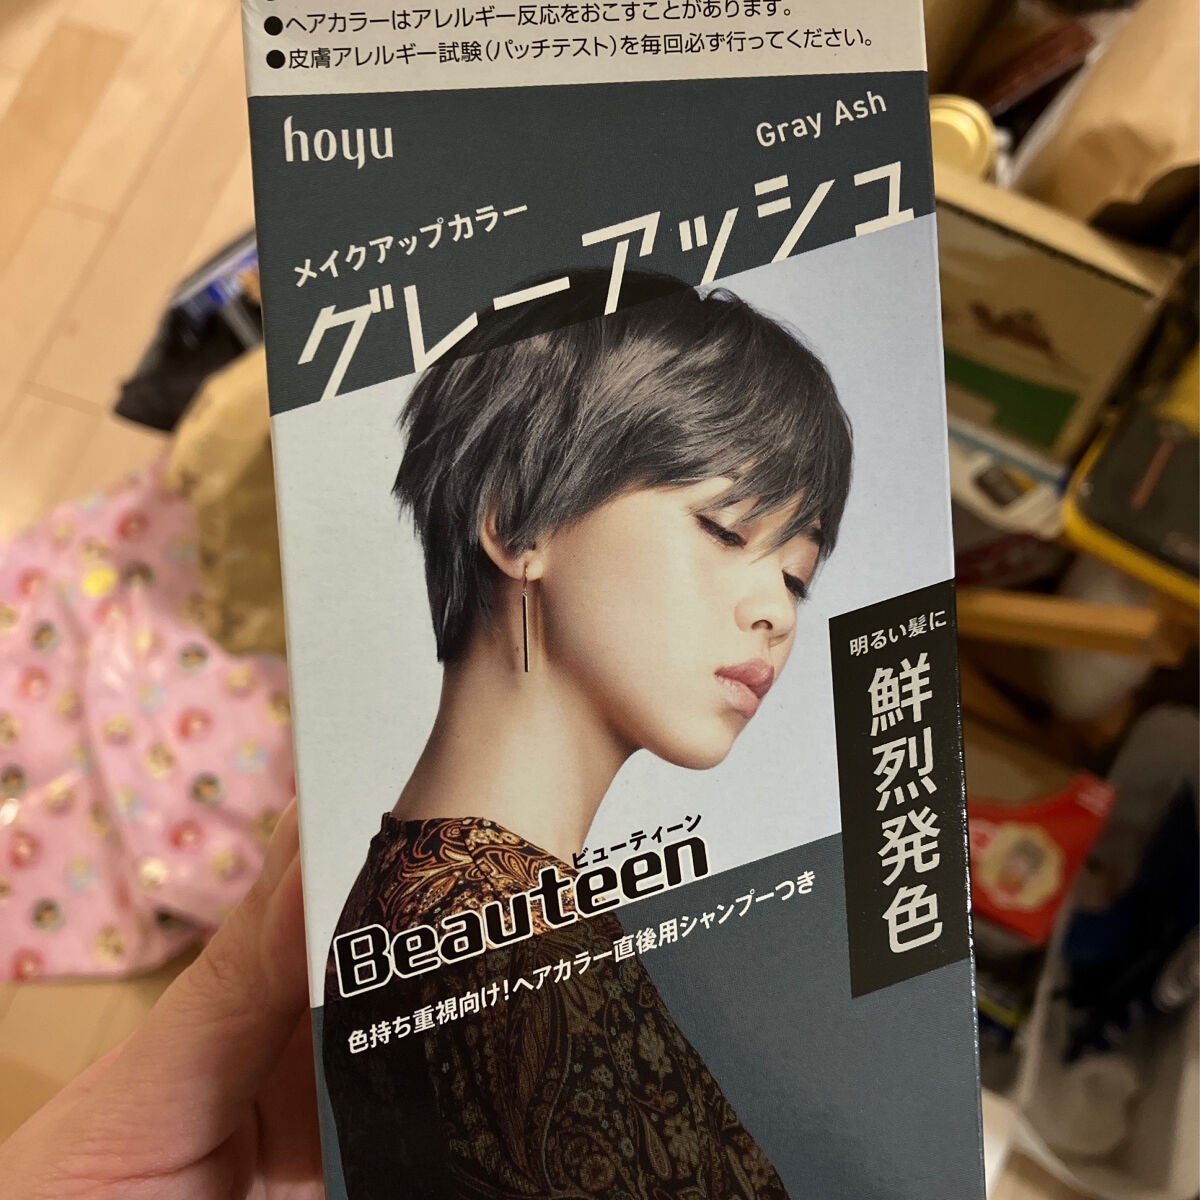 ●ヘアカラーはアレルギー反応をおこすことがあります。
●皮膚アレルギー試験(パッチテスト)を毎回必ず行ってください。
hoyu
Gray Ash
メイクアップカラー
グレーアッシュ
明るい髪に
鮮烈発色
ビューティーン
Beauteen
色持ち重視向け!ヘアカラー直後用シャンプーつき